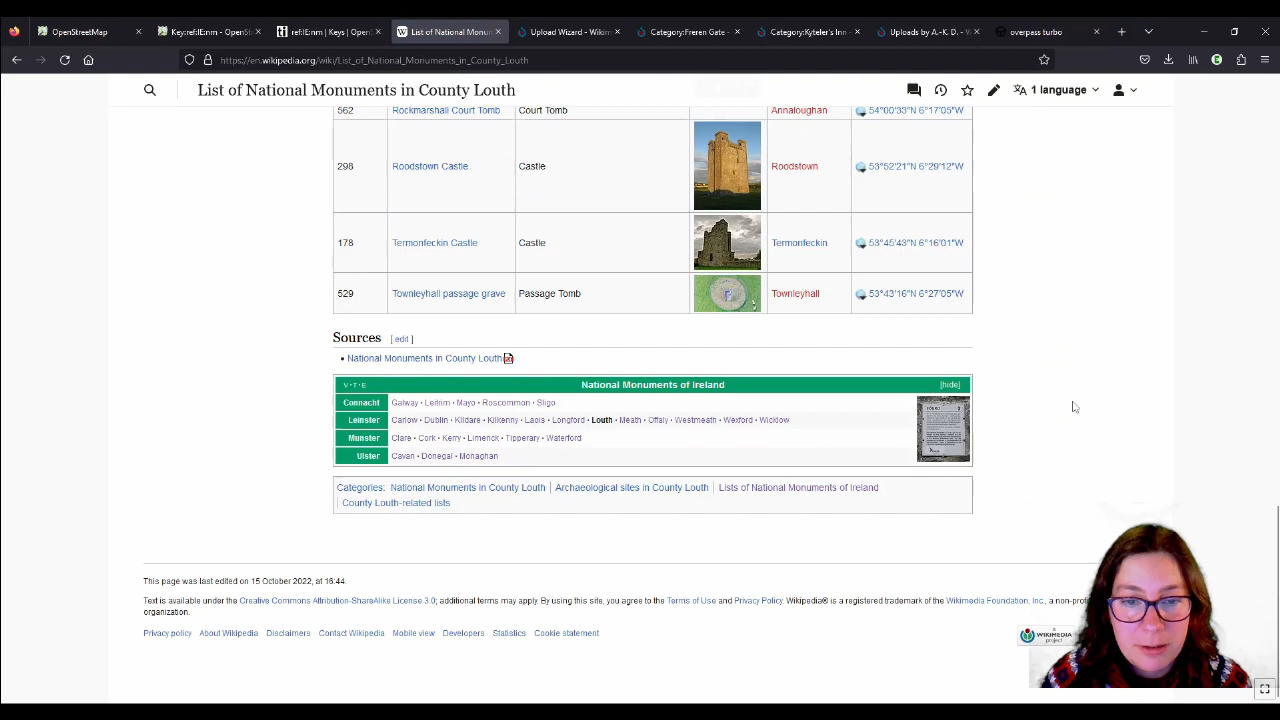 OpenStreetMap
Key:ref:IE:nm - OpenSt
ref:IE:nm | Keys | OpenS
List of National Monum
Upload Wizard - Wikim
Category:Freren Gate -
Category:Kyteler's Inn -
Uploads by A.-K. D. - Wi
overpass turbo
https://en.wikipedia.org/wiki/List_of_National_Monuments_in_County_Louth
List of National Monuments in County Louth
1 language
562 Rockmarshall Court Tomb Court Tomb Annaloughan 54°00′33″N 6°17′05″W
298 Roodstown Castle Castle Roodstown 53°52′21″N 6°29′12″W
178 Termonfeckin Castle Castle Termonfeckin 53°45′43″N 6°16′01″W
529 Townleyhall passage grave Passage Tomb Townleyhall 53°43′16″N 6°27′05″W
Sources [ edit ]
• National Monuments in County Louth
V·T·E National Monuments of Ireland [hide]
Connacht Galway · Leitrim · Mayo · Roscommon · Sligo
Leinster Carlow · Dublin · Kildare · Kilkenny · Laois · Longford · Louth · Meath · Offaly · Westmeath · Wexford · Wicklow
Munster Clare · Cork · Kerry · Limerick · Tipperary · Waterford
Ulster Cavan · Donegal · Monaghan
Categories: National Monuments in County Louth | Archaeological sites in County Louth | Lists of National Monuments of Ireland
| County Louth-related lists
This page was last edited on 15 October 2022, at 16:44.
Text is available under the Creative Commons Attribution-ShareAlike License 3.0; additional terms may apply. By using this site, you agree to the Terms of Use and Privacy Policy. Wikipedia® is a registered trademark of the Wikimedia Foundation, Inc., a non-profi
organization.
Privacy policy About Wikipedia Disclaimers Contact Wikipedia Mobile view Developers Statistics Cookie statement
A
WIKIMEDIA
project